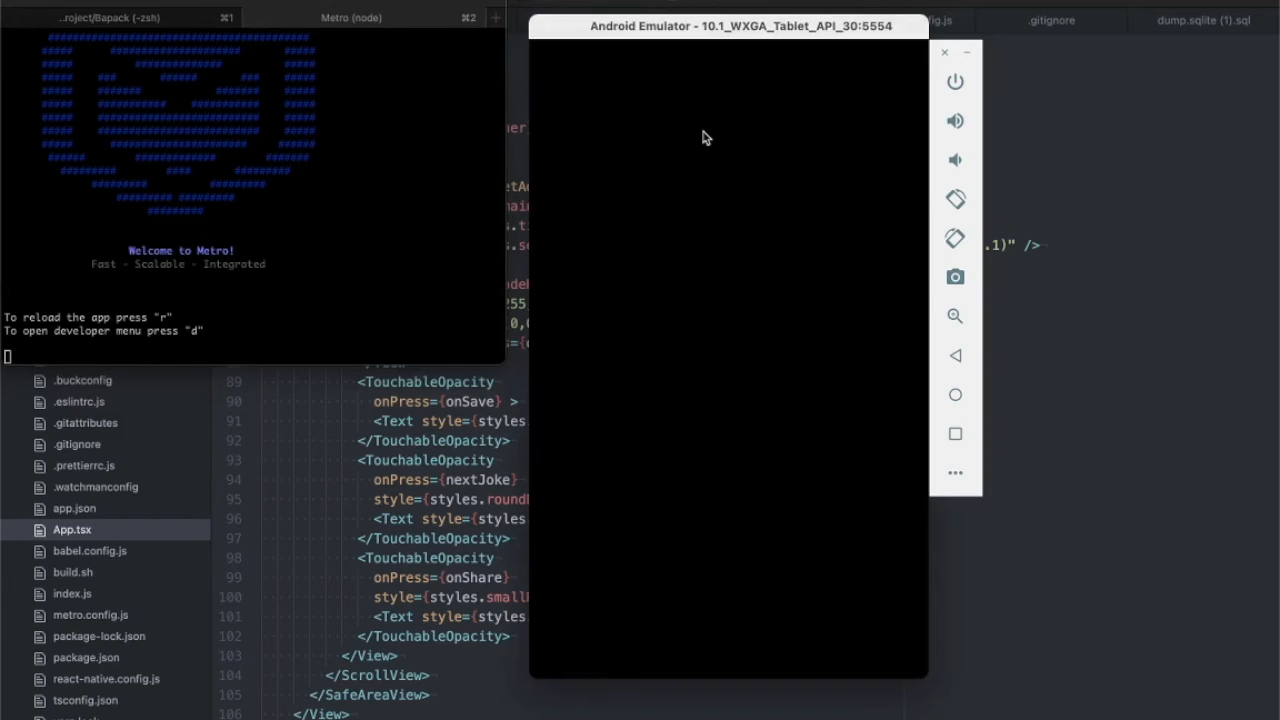 ..roject/Bapack (-zsh) ⌘1
Metro (node) ⌘2
Welcome to Metro!
Fast - Scalable - Integrated
To reload the app press "r"
To open developer menu press "d"
Android Emulator - 10.1_WXGA_Tablet_API_30:5554
.gitignore
dump.sqlite (1).sql
.1)" />
.buckconfig
.eslintrc.js
.gitattributes
.gitignore
.prettierrc.js
.watchmanconfig
app.json
App.tsx
babel.config.js
build.sh
index.js
metro.config.js
package-lock.json
package.json
react-native.config.js
tsconfig.json
89 <TouchableOpacity
90 onPress={onSave} >
91 <Text style={styles.
92 </TouchableOpacity>
93 <TouchableOpacity
94 onPress={nextJoke}
95 style={styles.round
96 <Text style={styles.
97 </TouchableOpacity>
98 <TouchableOpacity
99 onPress={onShare}
100 style={styles.small
101 <Text style={styles.
102 </TouchableOpacity>
103 </View>
104 </ScrollView>
105 </SafeAreaView>
106 </View>